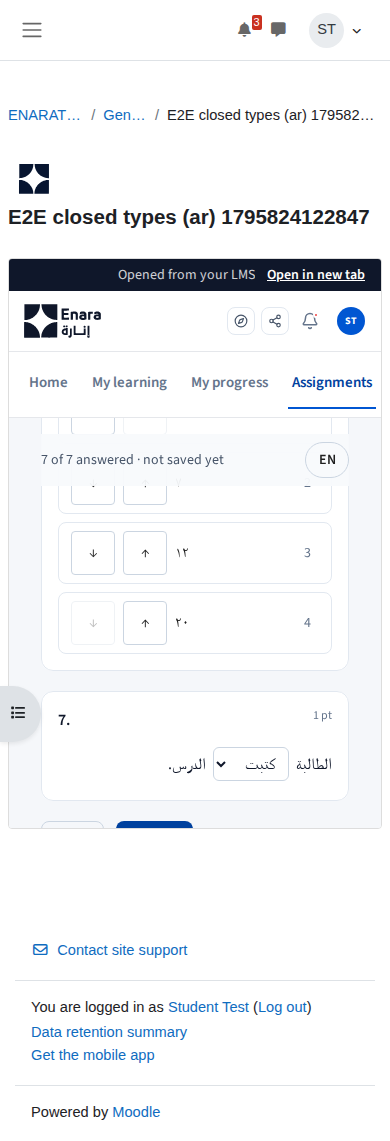 3
ST
ENARAT... / Gen... / E2E closed types (ar) 179582...
E2E closed types (ar) 1795824122847
Opened from your LMS Open in new tab
Enara
إنارة
ST
Home My learning My progress Assignments
7 of 7 answered · not saved yet EN
3 ١٢ ↑ ↓
4 ٢٠ ↑ ↓
7. 1 pt
الطالبة كتبت الدرس.
Contact site support
You are logged in as Student Test (Log out)
Data retention summary
Get the mobile app
Powered by Moodle